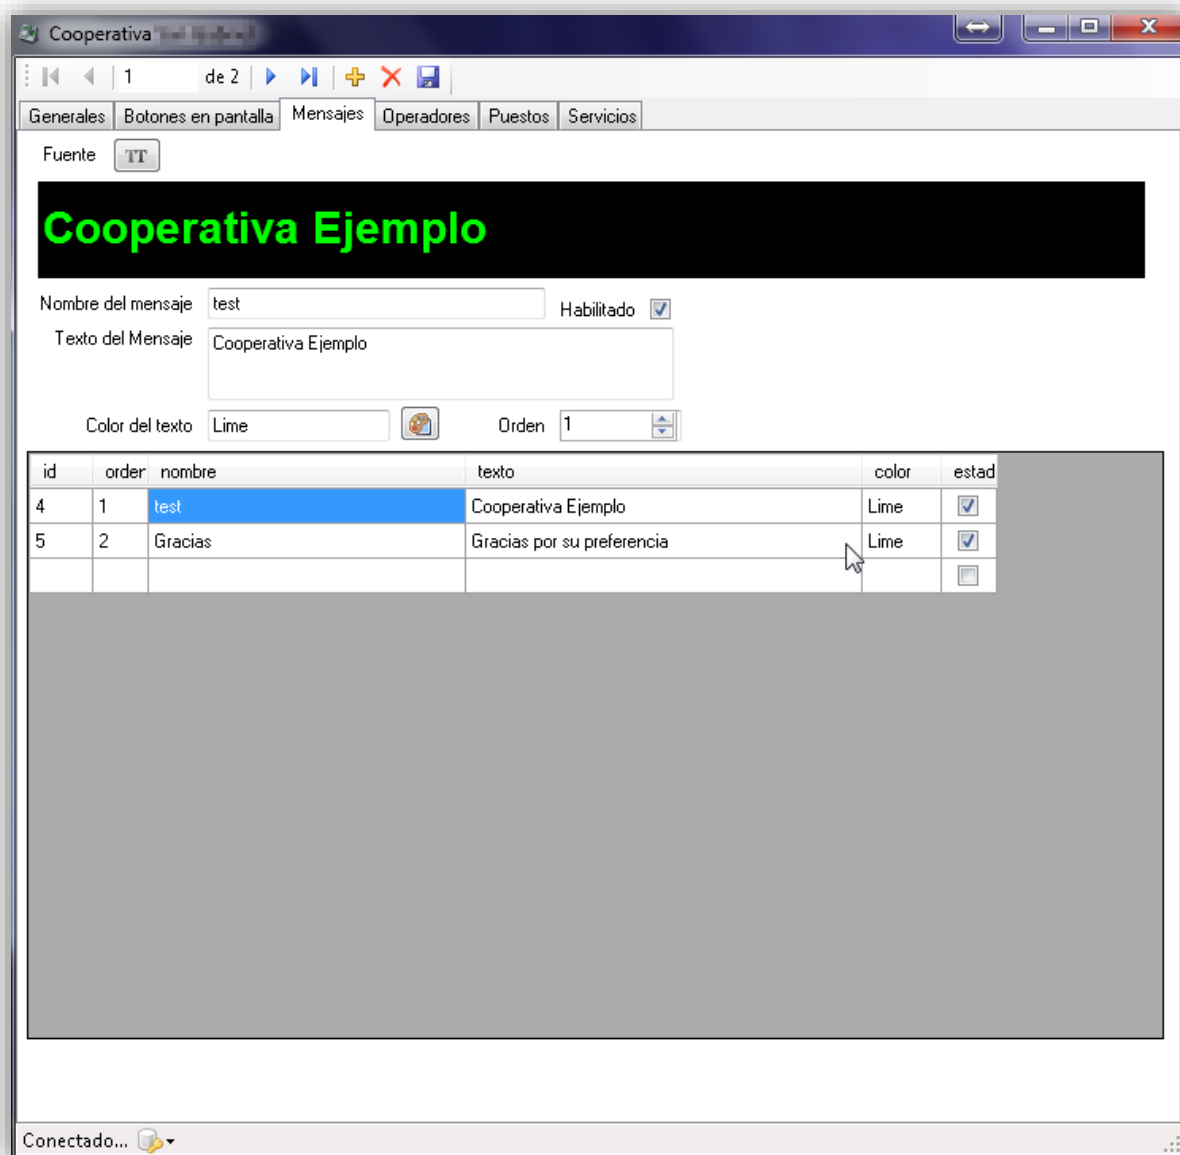 Cooperativa
1 de 2
Generales Botones en pantalla Mensajes Operadores Puestos Servicios
Fuente TT
Cooperativa Ejemplo
Nombre del mensaje test Habilitado
Texto del Mensaje Cooperativa Ejemplo
Color del texto Lime Orden 1
id order nombre texto color estad
4 1 test Cooperativa Ejemplo Lime
5 2 Gracias Gracias por su preferencia Lime
Conectado...